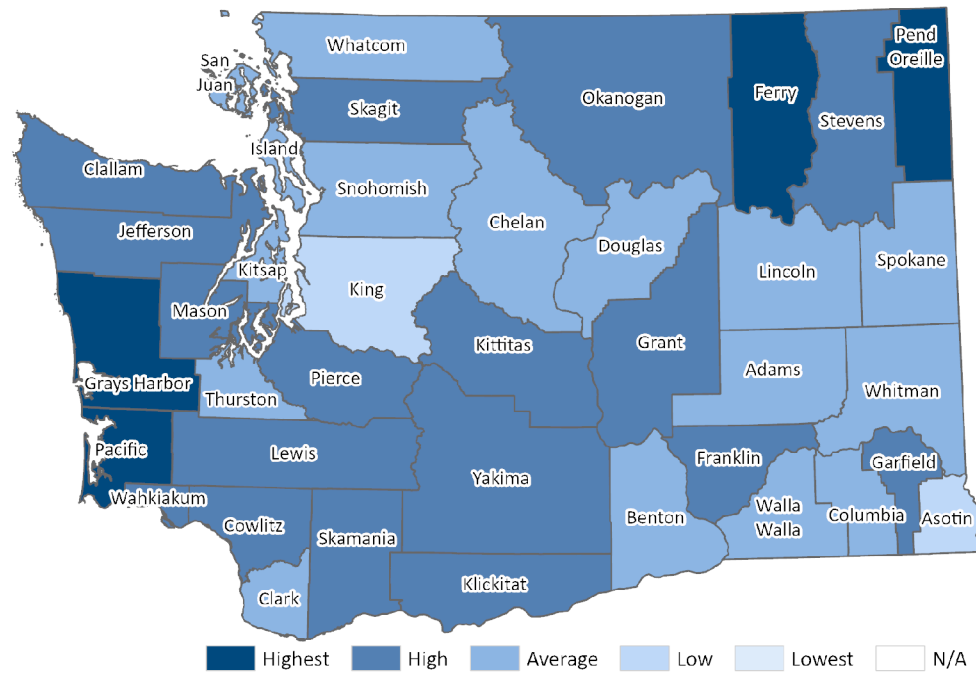 Whatcom
San
Juan
Skagit
Okanogan
Ferry
Stevens
Pend
Oreille
Island
Clallam
Snohomish
Jefferson
Chelan
Douglas
Kitsap
Lincoln
Spokane
King
Mason
Kittitas
Grant
Pierce
Adams
Grays Harbor
Thurston
Whitman
Pacific
Lewis
Yakima
Franklin
Garfield
Wahkiakum
Cowlitz
Skamania
Benton
Walla
Walla
Columbia
Asotin
Klickitat
Clark
Highest
High
Average
Low
Lowest
N/A